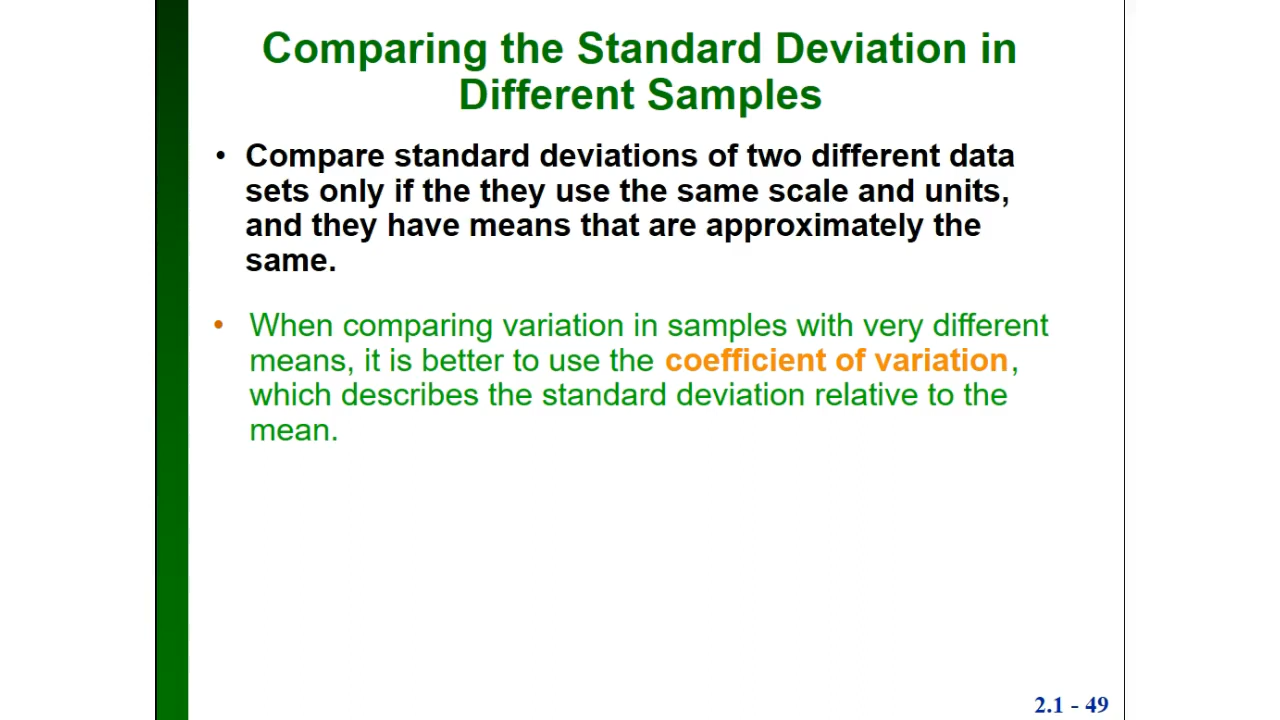 Comparing the Standard Deviation in
Different Samples
• Compare standard deviations of two different data
sets only if the they use the same scale and units,
and they have means that are approximately the
same.
• When comparing variation in samples with very different
means, it is better to use the coefficient of variation,
which describes the standard deviation relative to the
mean.
2.1 - 49